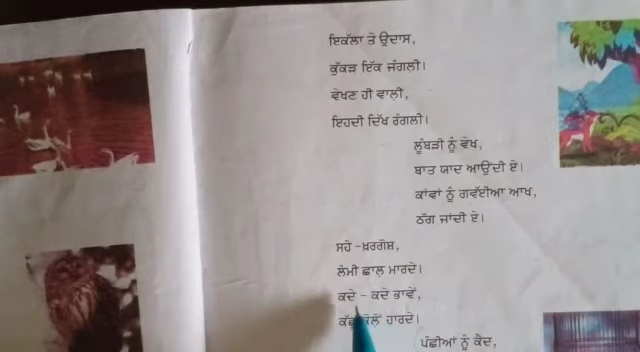 ਇਕੱਲਾ ਤੇ ਉਦਾਸ,
ਕੁੱਕੜ ਇੱਕ ਜੰਗਲੀ।
ਵੇਖਣ ਹੀ ਵਾਲੀ,
ਇਹਦੀ ਦਿੱਖ ਰੰਗਲੀ।
ਲੂੰਬੜੀ ਨੂੰ ਵੇਖ,
ਬਾਤ ਯਾਦ ਆਉਂਦੀ ਏ।
ਕਾਂਵਾਂ ਨੂੰ ਗਵੱਈਆ ਆਖ,
ਠੱਗ ਜਾਂਦੀ ਏ।
ਸਹੇ -ਖ਼ਰਗੋਸ਼,
ਲੰਮੀ ਛਾਲ਼ ਮਾਰਦੇ।
ਕਦੇ - ਕਦੇ ਭਾਵੇਂ,
ਹਾਰਦੇ।
ਪੰਛੀਆਂ ਨੂੰ ਕੈਦ,